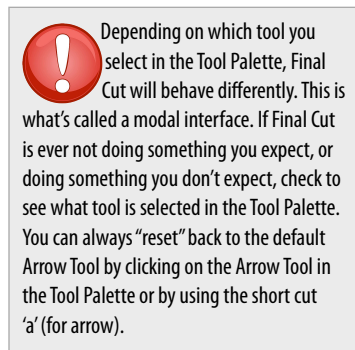 Depending on which tool you
select in the Tool Palette, Final
Cut will behave differently. This is
what’s called a modal interface. If Final Cut
is ever not doing something you expect, or
doing something you don’t expect, check to
see what tool is selected in the Tool Palette.
You can always “reset” back to the default
Arrow Tool by clicking on the Arrow Tool in
the Tool Palette or by using the short cut
‘a’ (for arrow).